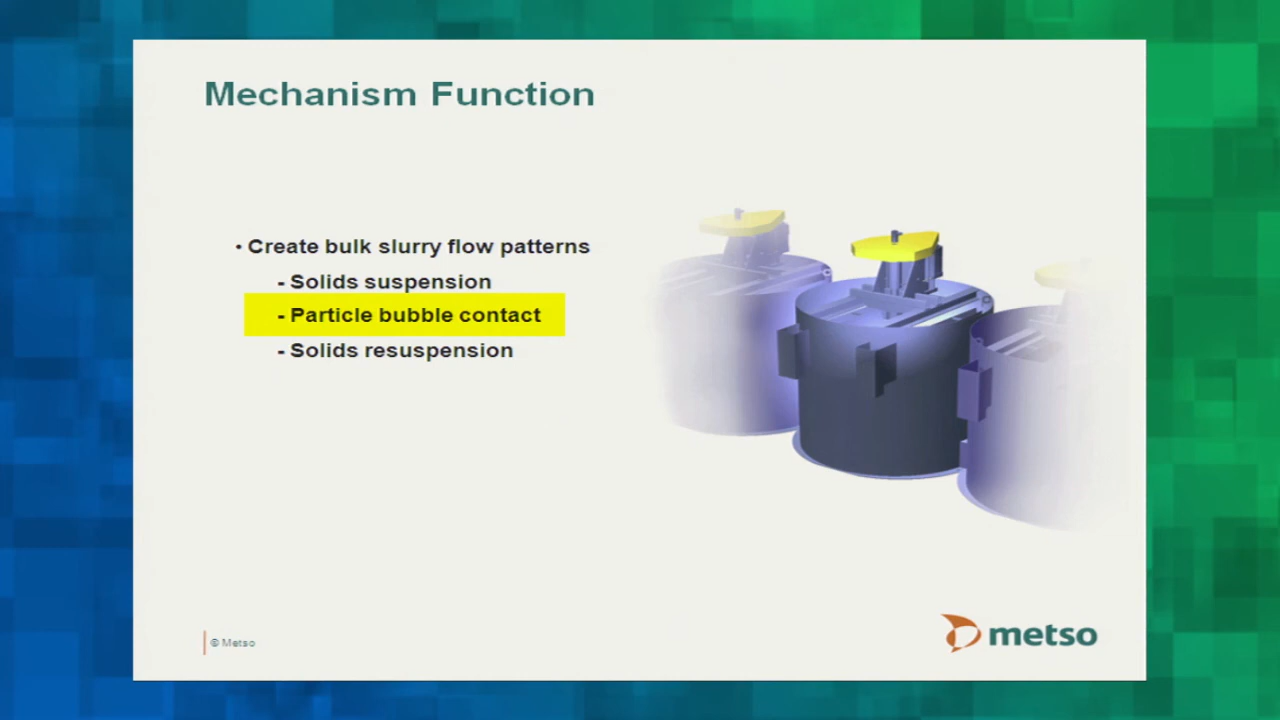 Mechanism Function
• Create bulk slurry flow patterns
- Solids suspension
- Particle bubble contact
- Solids resuspension
© Metso
metso